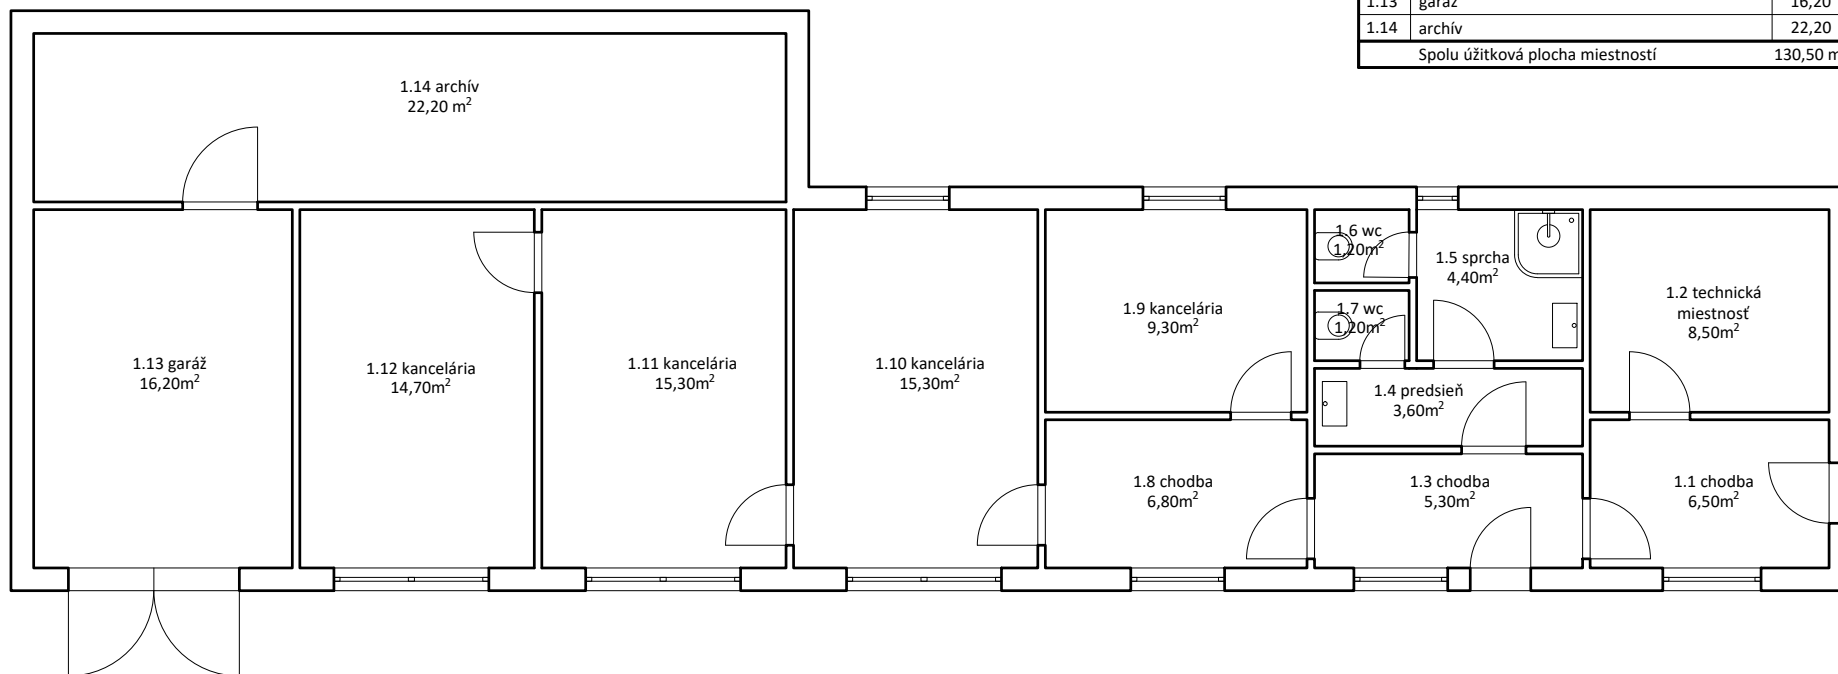 1.13 garáž 16,20
1.14 archív 22,20
Spolu úžitková plocha miestností 130,50 m
1.14 archív
22,20 m²
1.6 wc
1,20m²
1.5 sprcha
4,40m²
1.2 technická
miestnosť
8,50m²
1.9 kancelária
9,30m²
1.7 wc
1,20m²
1.13 garáž
16,20m²
1.12 kancelária
14,70m²
1.11 kancelária
15,30m²
1.10 kancelária
15,30m²
1.4 predsieň
3,60m²
1.8 chodba
6,80m²
1.3 chodba
5,30m²
1.1 chodba
6,50m²